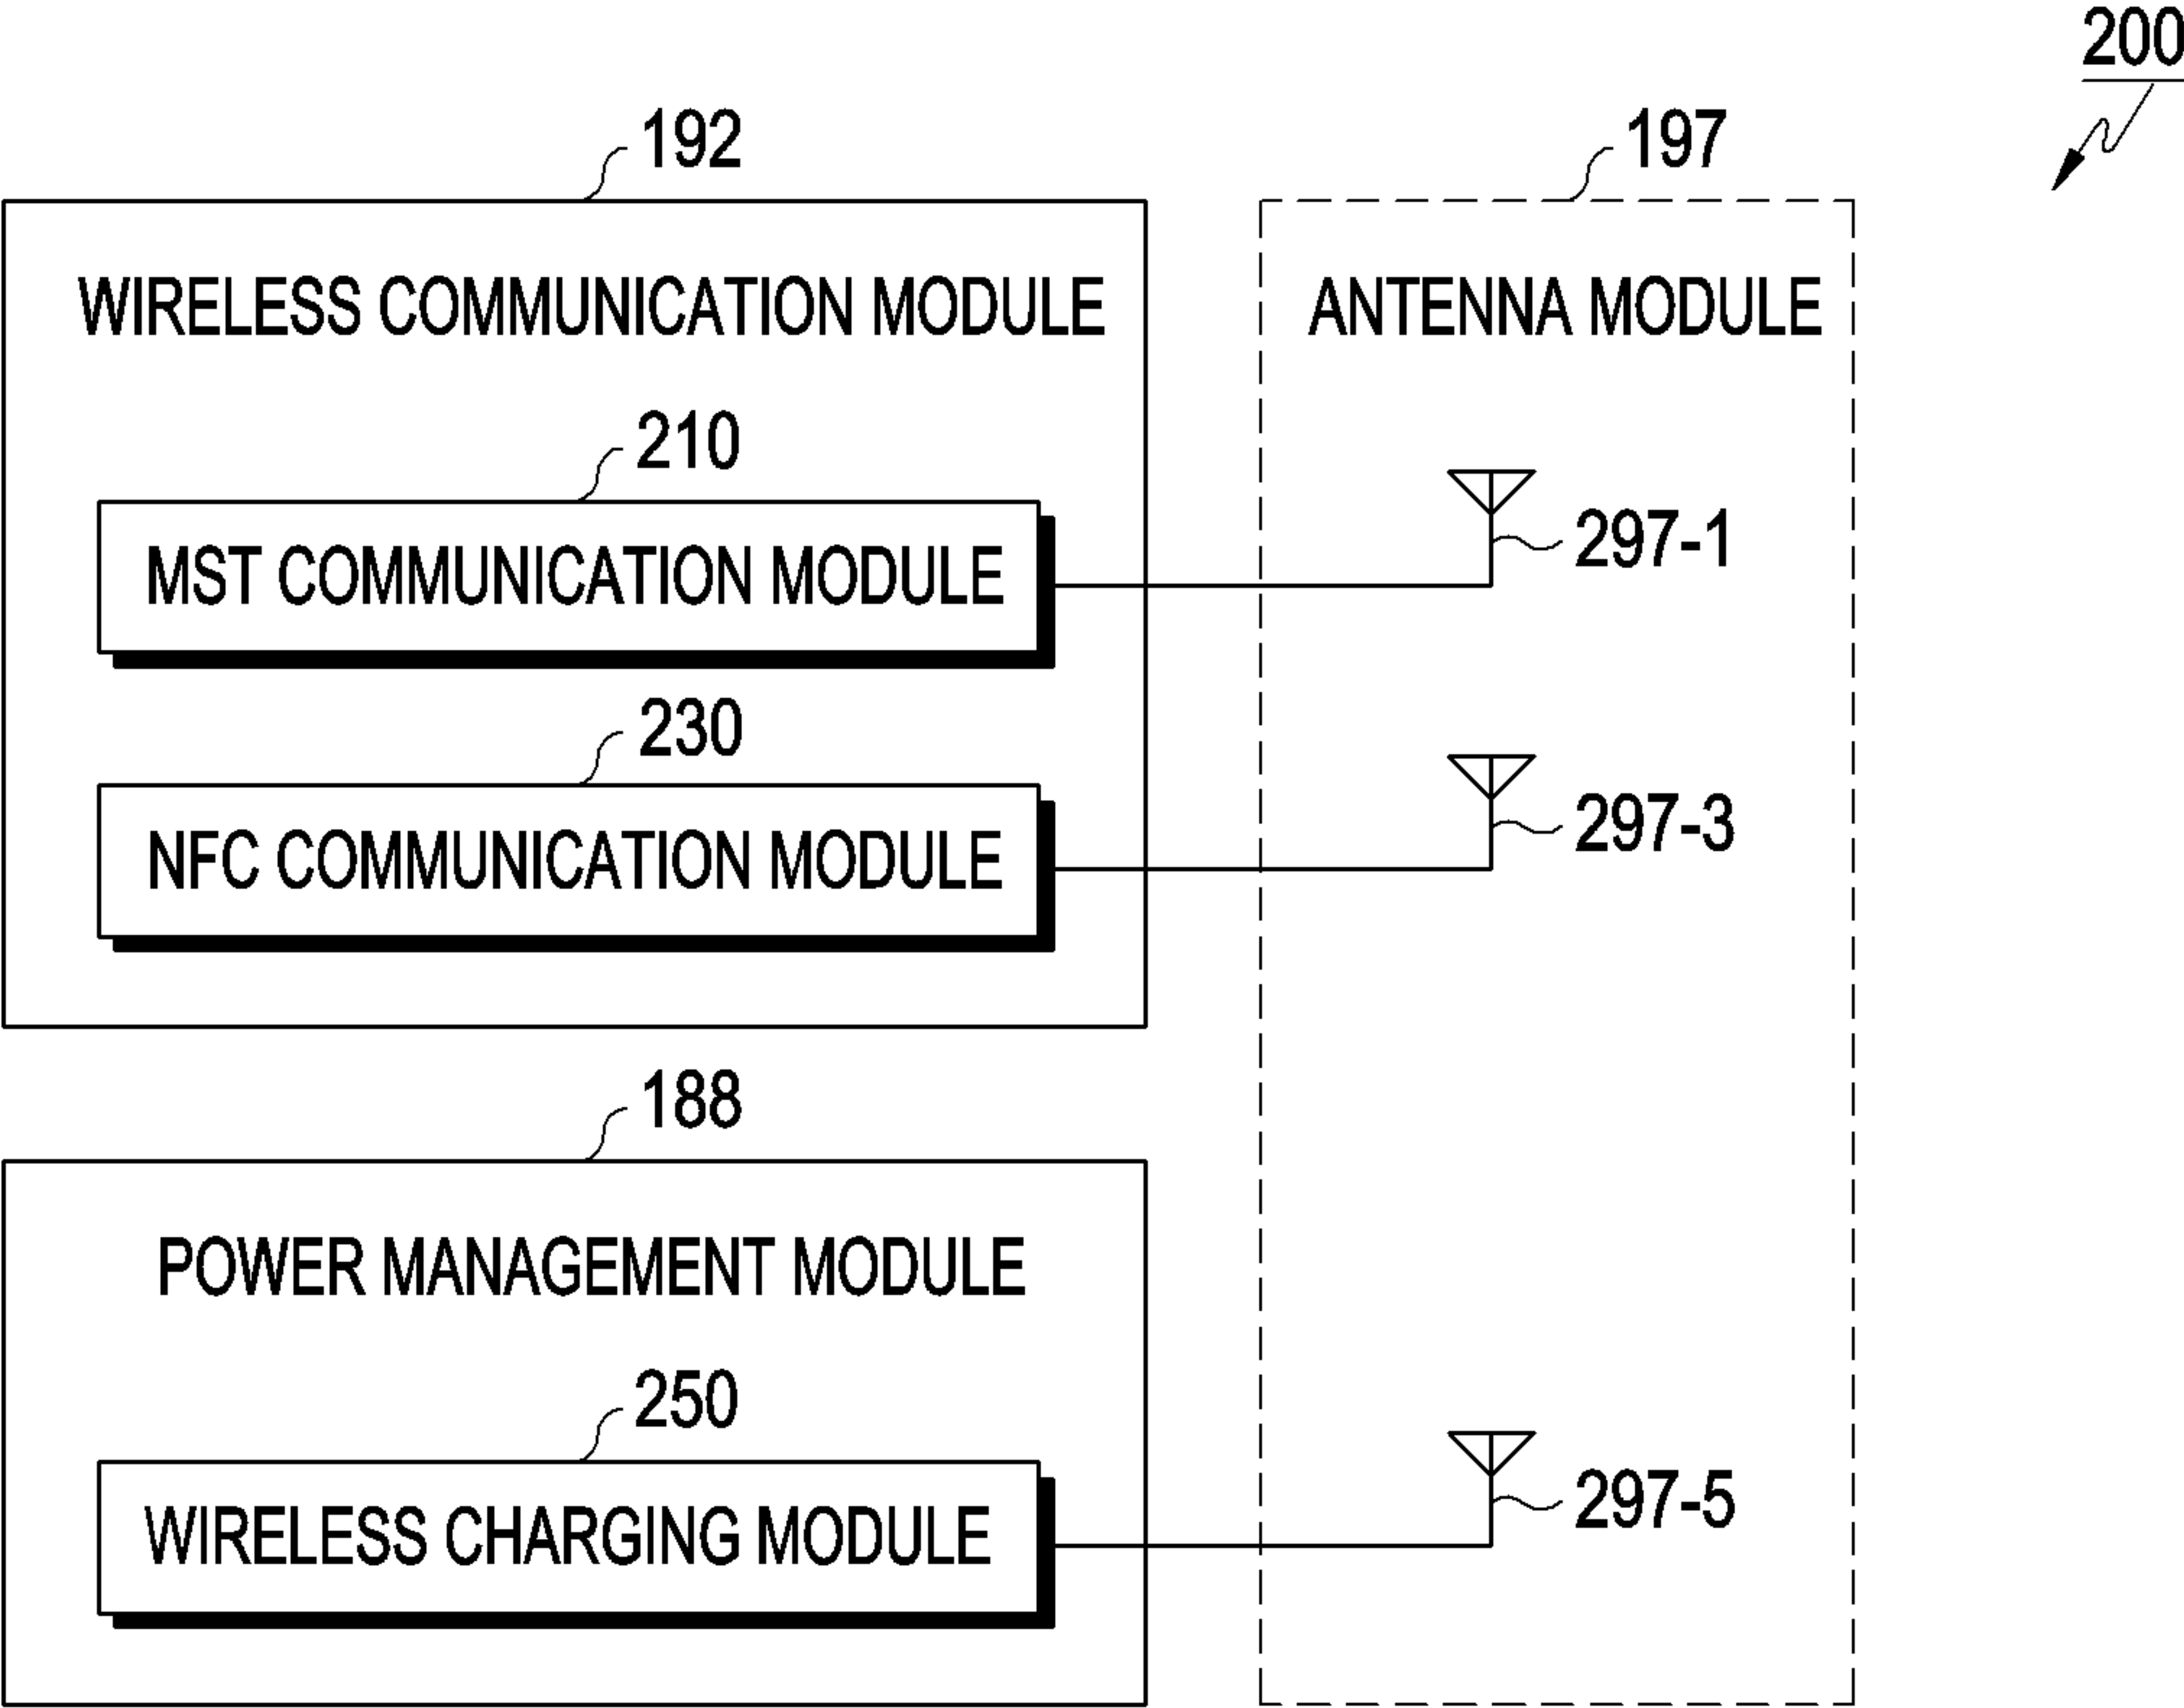 200
192
197
WIRELESS COMMUNICATION MODULE
ANTENNA MODULE
210
MST COMMUNICATION MODULE
297-1
230
NFC COMMUNICATION MODULE
297-3
188
POWER MANAGEMENT MODULE
250
WIRELESS CHARGING MODULE
297-5